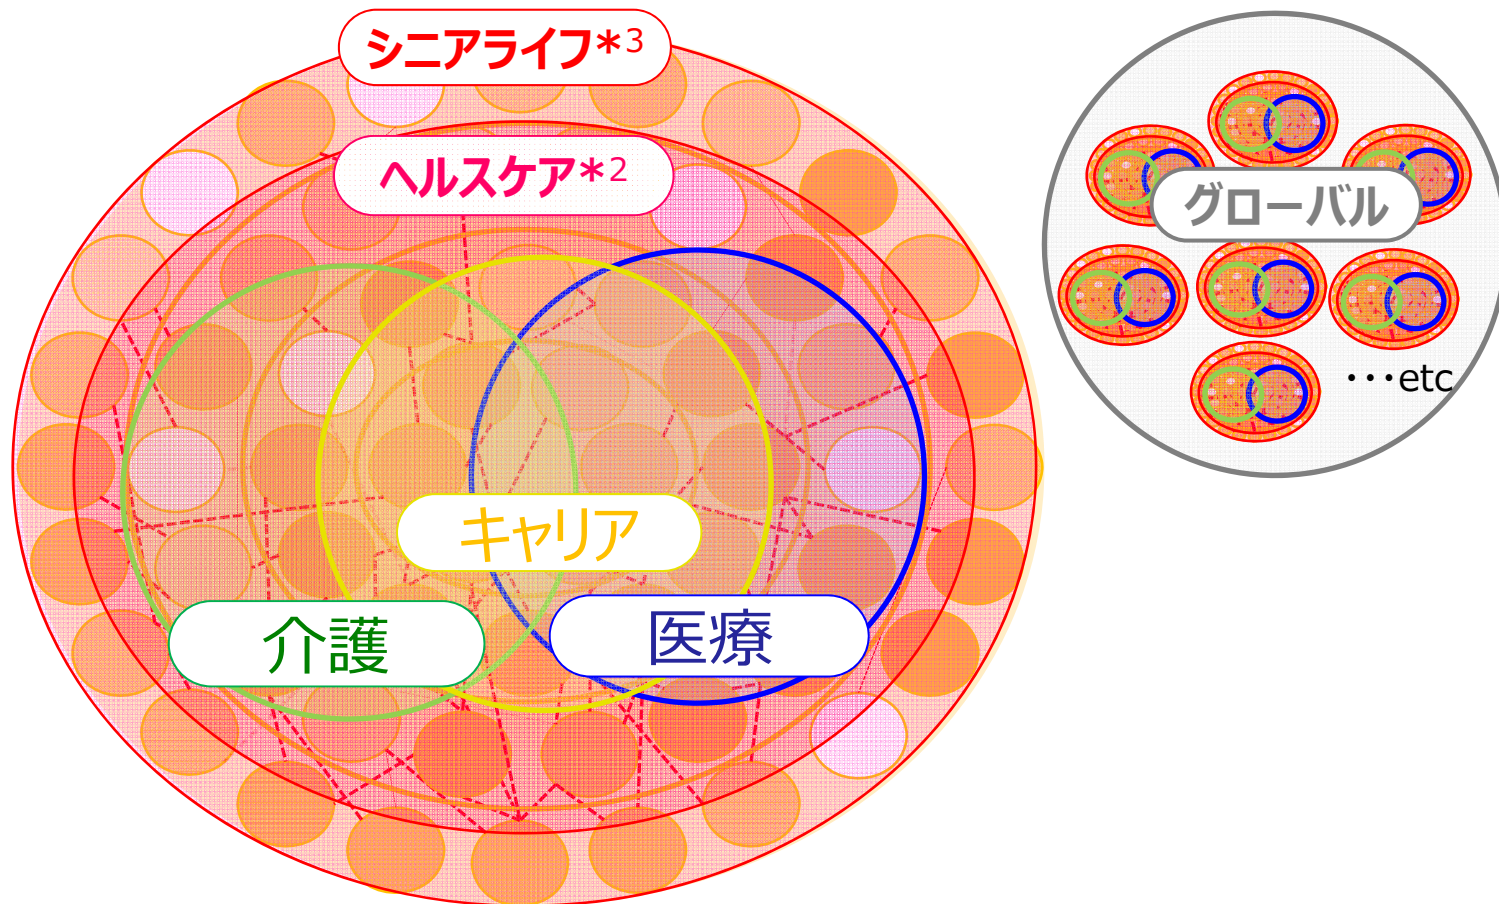 シニアライフ*3
ヘルスケア*2
キャリア
介護
医療
グローバル
・・・etc